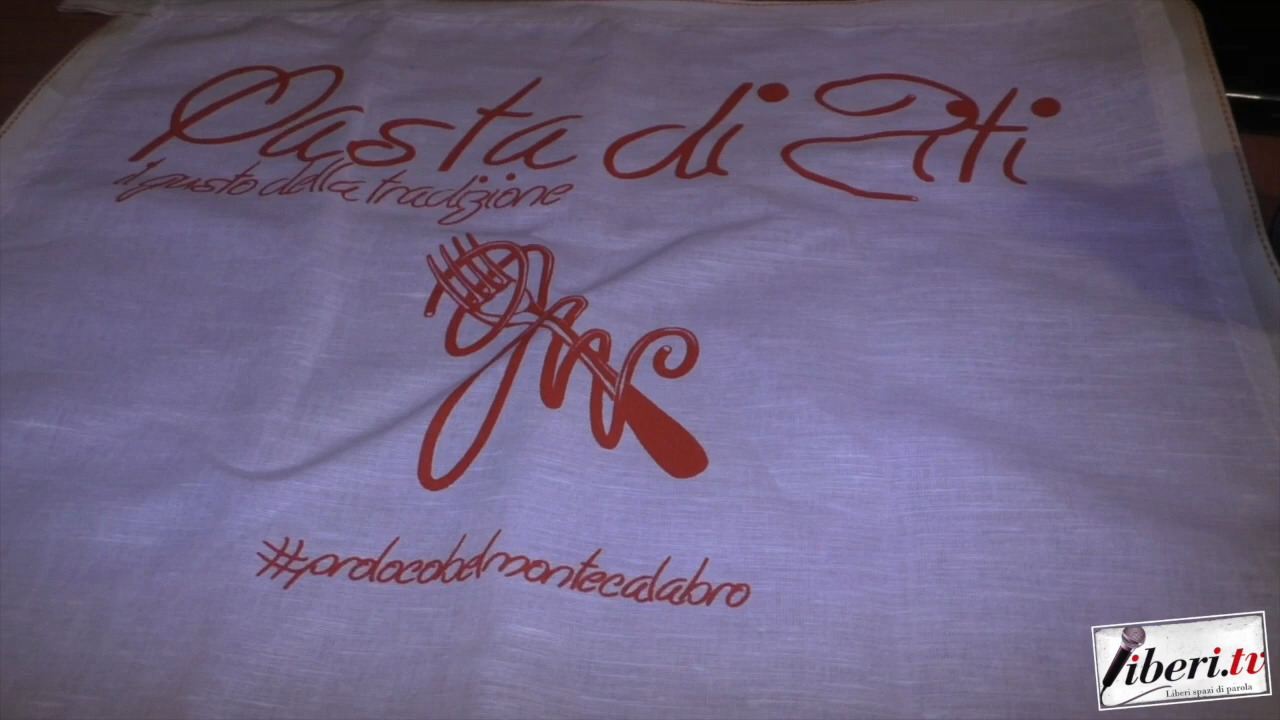 Pasta di Ziti
il gusto della tradizione
#prolocobelmontecalabro
liberi.tv
Liberi spazi di parola